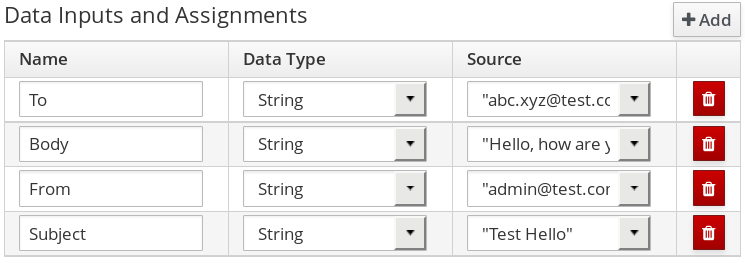 Data Inputs and Assignments
+ Add
Name Data Type Source
To String "abc.xyz@test.cc
Body String "Hello, how are y
From String "admin@test.cor
Subject String "Test Hello"